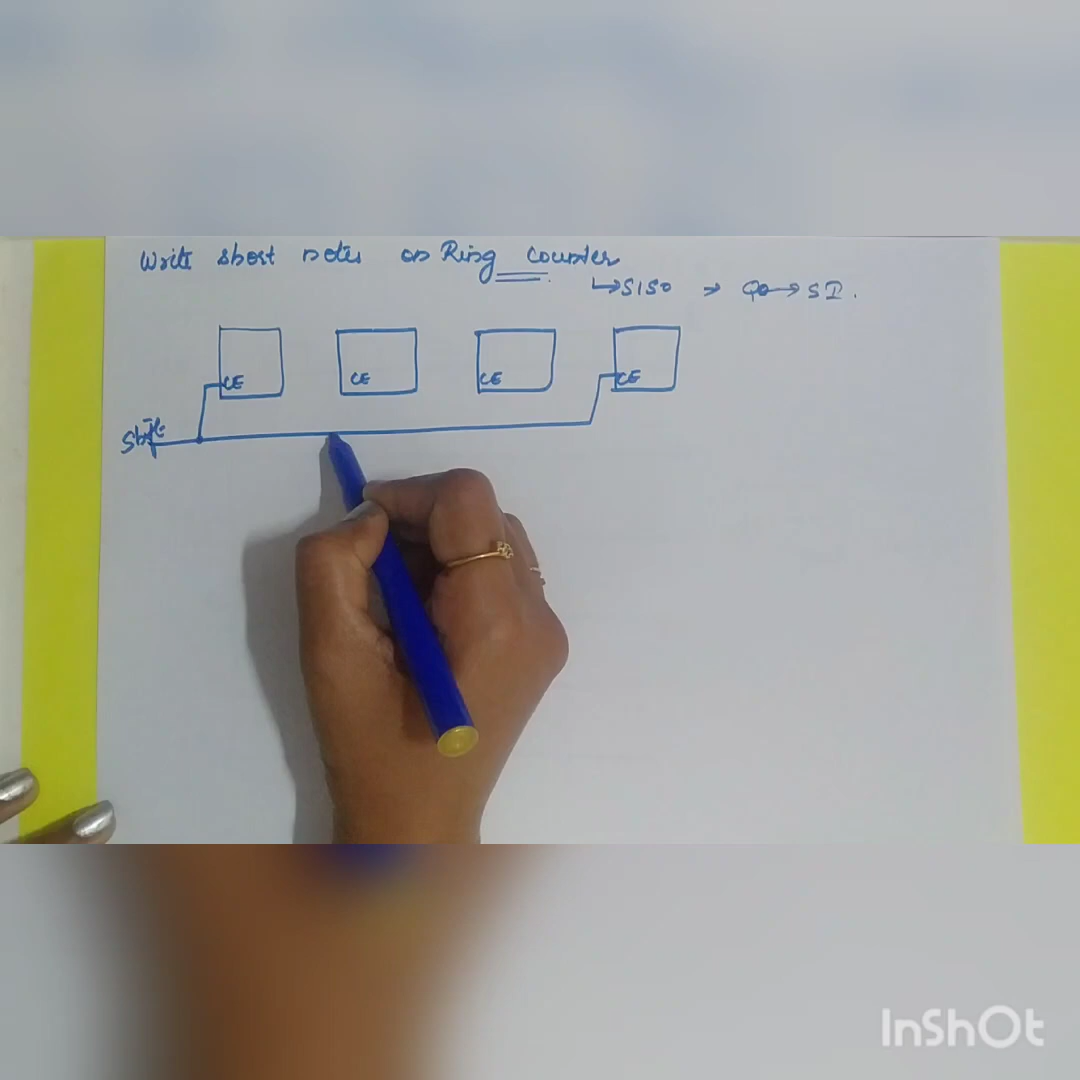 Write short notes on Ring Counter
↳ SISO → Q0 → SI.
CE CE CE CE
Shift
InShOt